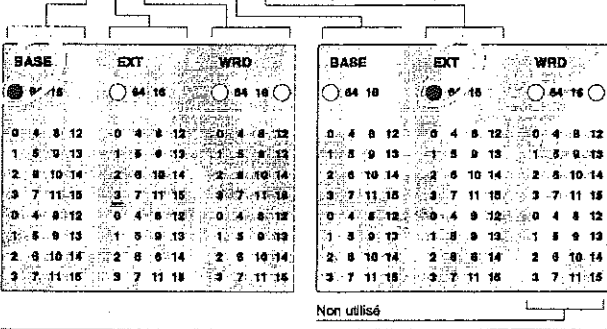 BASE EXT WRD BASE EXT WRD
64 16 64 16 64 16 64 16 64 16 64 16
0 4 8 12 0 4 8 12 0 4 8 12 0 4 8 12 0 4 8 12 0 4 8 12
1 5 9 13 1 5 9 13 1 5 9 13 1 5 9 13 1 5 9 13 1 5 9 13
2 6 10 14 2 6 10 14 2 6 10 14 2 6 10 14 2 6 10 14 2 6 10 14
3 7 11 15 3 7 11 15 3 7 11 15 3 7 11 15 3 7 11 15 3 7 11 15
0 4 8 12 0 4 8 12 0 4 8 12 0 4 8 12 0 4 8 12 0 4 8 12
1 5 9 13 1 5 9 13 1 5 9 13 1 5 9 13 1 5 9 13 1 5 9 13
2 6 10 14 2 6 6 14 2 6 10 14 2 6 10 14 2 6 6 14 2 6 10 14
3 7 11 15 3 7 11 15 3 7 11 15 3 7 11 15 3 7 11 15 3 7 11 15
Non utilisé